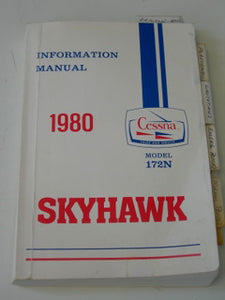 INFORMATION
MANUAL
1980
Cessna
MODEL
172N
SKYHAWK